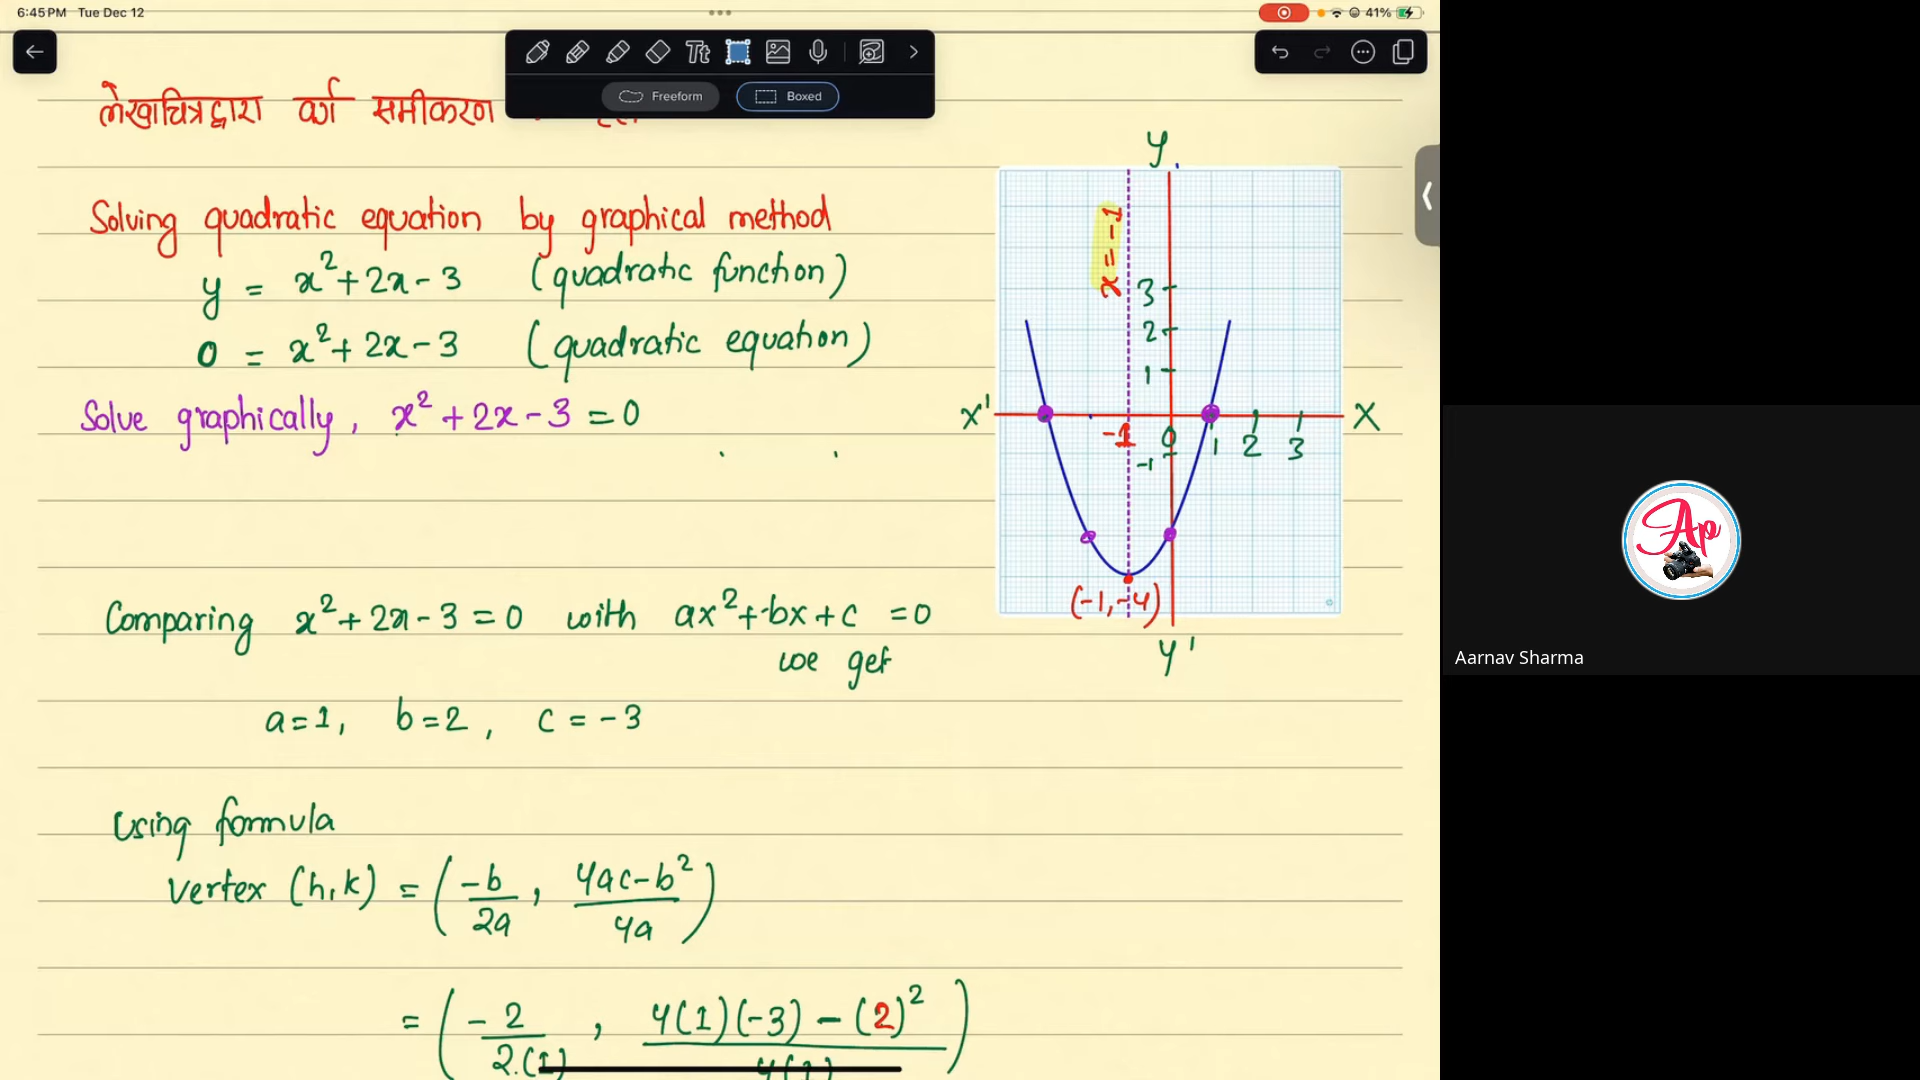 6:45 PM Tue Dec 12
41%
Tt
Freeform
Boxed
लेखाचित्रद्वारा वर्ग समीकरण
Solving quadratic equation by graphical method
y = x² + 2x - 3 (quadratic function)
0 = x² + 2x - 3 (quadratic equation)
Solve graphically, x² + 2x - 3 = 0
Comparing x² + 2x - 3 = 0 with ax² + bx + c = 0
we get
a = 1, b = 2, c = -3
Using formula
Vertex (h, k) = (-b/2a, 4ac-b²/4a)
= (-2/2.(1), 4(1)(-3) - (2)²/4(1))
Y
x = -1
3
2
1
X' X
-1 0 1 2 3
-1
(-1, -4)
Y'
Ap
Aarnav Sharma